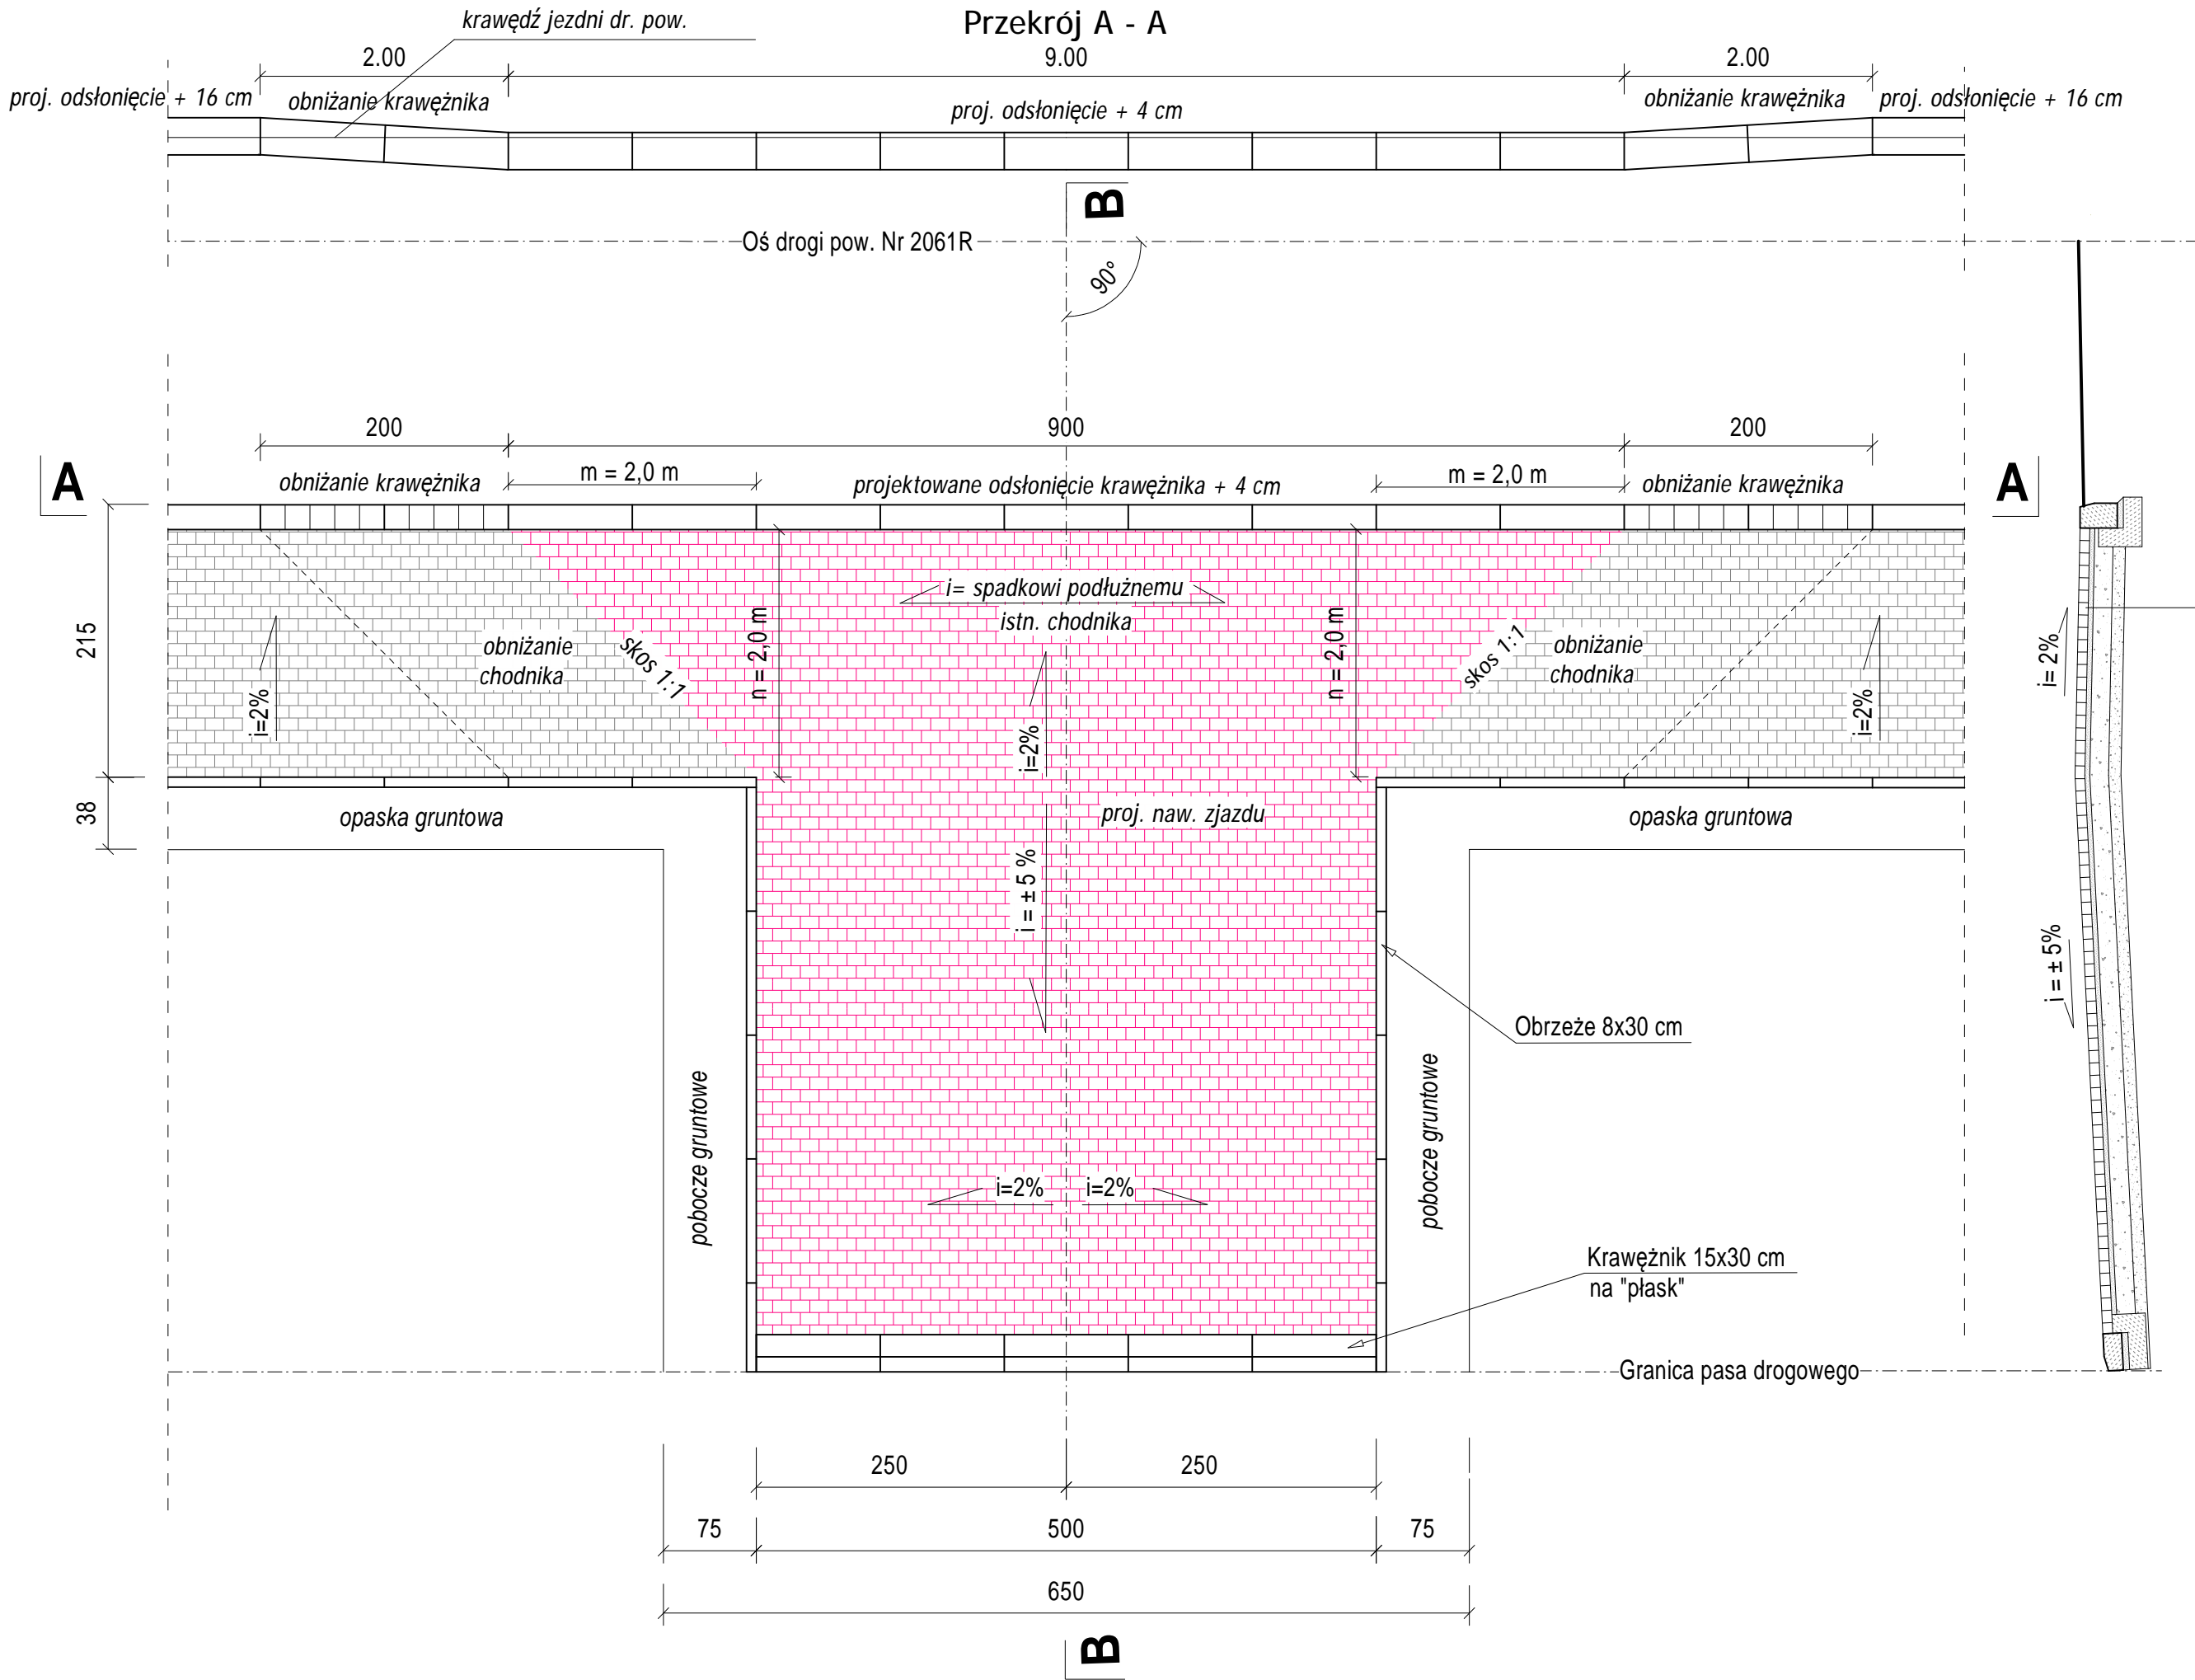 krawędź jezdni dr. pow.
Przekrój A - A
2.00
9.00
2.00
proj. odsłonięcie + 16 cm
obniżanie krawężnika
proj. odsłonięcie + 4 cm
obniżanie krawężnika
proj. odsłonięcie + 16 cm
B
Oś drogi pow. Nr 2061R
90°
200
900
200
A
obniżanie krawężnika
m = 2,0 m
projektowane odsłonięcie krawężnika + 4 cm
m = 2,0 m
obniżanie krawężnika
A
215
i= spadkowi podłużnemu
istn. chodnika
n = 2,0 m
n = 2,0 m
obniżanie
chodnika
skos 1:1
skos 1:1
obniżanie
chodnika
i=2%
i=2%
i=2%
i= 2%
38
opaska gruntowa
proj. naw. zjazdu
opaska gruntowa
i = ± 5 %
i = ± 5%
Obrzeże 8x30 cm
pobocze gruntowe
pobocze gruntowe
i=2%
i=2%
Krawężnik 15x30 cm
na "płask"
Granica pasa drogowego
250
250
75
500
75
650
B